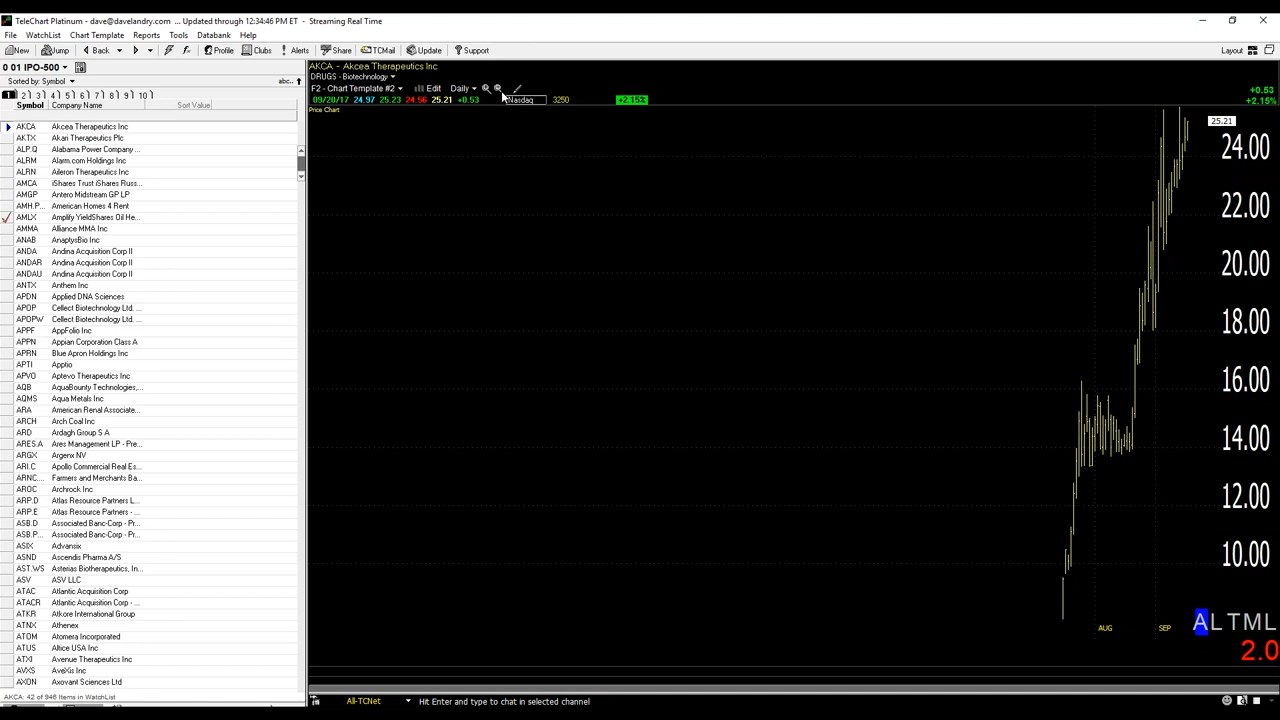 TeleChart Platinum - dave@davelandry.com ... Updated through 12:34:46 PM - Streaming Real Time
File WatchList Chart Template Reports Tools Databank Help
New Jump Back Profile Clubs Alerts Share TCMail Update Support Layout
0 01 IPO-500
Sorted by: Symbol abc..
1 2 3 4 5 6 7 8 9 10
Symbol Company Name Sort Value
AKCA Akcea Therapeutics Inc
AKTX Akari Therapeutics Plc
ALP.Q Alabama Power Company ...
ALRM Alarm.com Holdings Inc
ALRN Aileron Therapeutics Inc
AMCA iShares Trust iShares Russ...
AMGP Antero Midstream GP LP
AMH.P... American Homes 4 Rent
AMLX Amplify YieldShares Oil He...
AMMA Alliance MMA Inc
ANAB AnaptysBio Inc
ANDA Andina Acquisition Corp II
ANDAR Andina Acquisition Corp II
ANDAU Andina Acquisition Corp II
ANTX Anthem Inc
APDN Applied DNA Sciences
APOP Cellect Biotechnology Ltd. ...
APOPW Cellect Biotechnology Ltd. ...
APPF AppFolio Inc
APPN Appian Corporation Class A
APRN Blue Apron Holdings Inc
APTI Apptio
APVO Aptevo Therapeutics Inc
AQB AquaBounty Technologies,...
AQMS Aqua Metals Inc
ARA American Renal Associate...
ARCH Arch Coal Inc
ARD Ardagh Group S A
ARES.A Ares Management LP - Pre...
ARGX Argenx NV
ARI.C Apollo Commercial Real Es...
ARNC... Farmers and Merchants Ba...
AROC Archrock Inc
ARP.D Atlas Resource Partners L...
ARP.E Atlas Resource Partners - ...
ASB.D Associated Banc-Corp - Pr...
ASB.P... Associated Banc-Corp - Pr...
ASIX Advansix
ASND Ascendis Pharma A/S
AST.WS Asterias Biotherapeutics, In...
ASV ASV LLC
ATAC Atlantic Acquisition Corp
ATACR Atlantic Acquisition Corp - ...
ATKR Atkore International Group
ATNX Athenex
ATOM Atomera Incorporated
ATUS Altice USA Inc
ATXI Avenue Therapeutics Inc
AVXS AveXis Inc
AXON Axovant Sciences Ltd
AKCA: 42 of 946 Items in WatchList
AKCA - Akcea Therapeutics Inc
DRUGS - Biotechnology
F2 - Chart Template #2 Edit Daily
09/20/17 24.97 25.23 24.56 25.21 +0.53 Nasdaq 3250 +2.15%
+0.53
+2.15%
Price Chart
25.21
24.00
22.00
20.00
18.00
16.00
14.00
12.00
10.00
AUG SEP
ALTML
2.0
All-TCNet Hit Enter and type to chat in selected channel